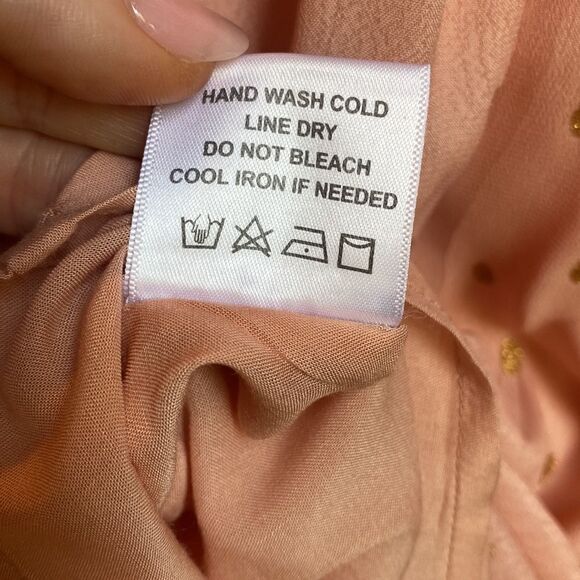 HAND WASH COLD
LINE DRY
DO NOT BLEACH
COOL IRON IF NEEDED